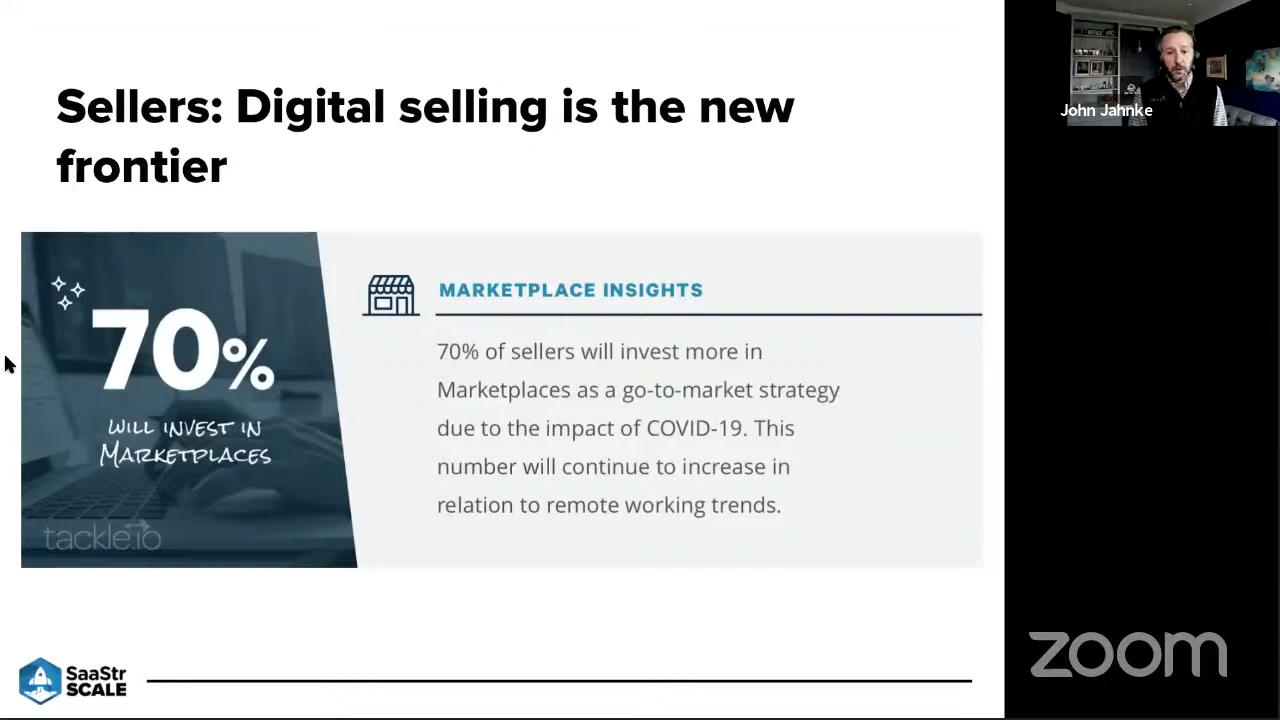 Sellers: Digital selling is the new
frontier
70%
WILL INVEST IN
MARKETPLACES
tackle.io
MARKETPLACE INSIGHTS
70% of sellers will invest more in
Marketplaces as a go-to-market strategy
due to the impact of COVID-19. This
number will continue to increase in
relation to remote working trends.
SaaStr
SCALE
John Jahnke
zoom